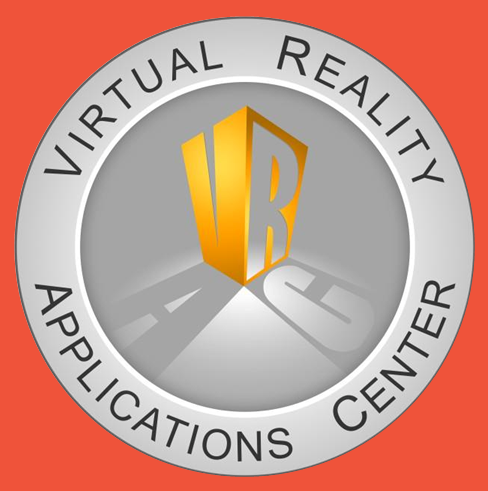 VIRTUAL REALITY
VR
AC
APPLICATIONS CENTER